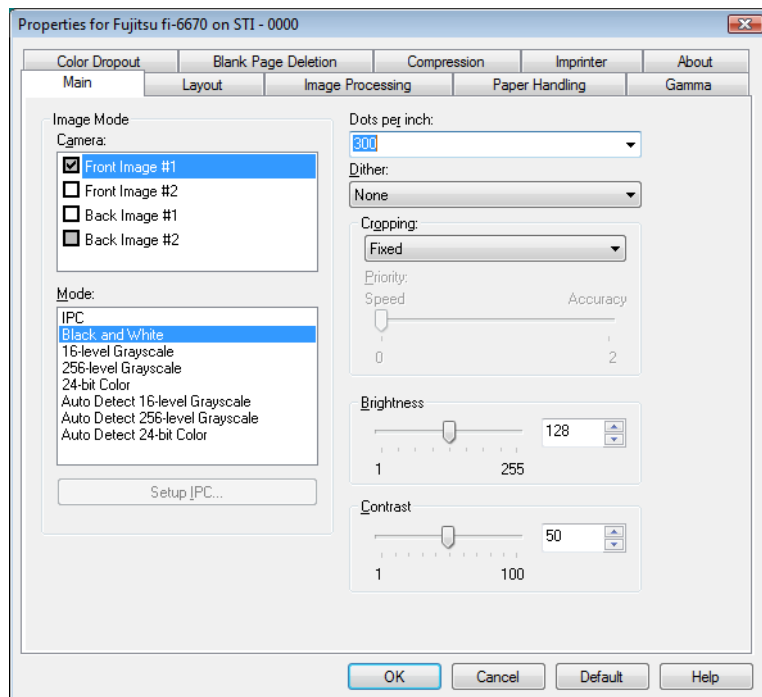 Properties for Fujitsu fi-6670 on STI - 0000
Color Dropout Blank Page Deletion Compression Imprinter About
Main Layout Image Processing Paper Handling Gamma
Image Mode
Camera:
Front Image #1
Front Image #2
Back Image #1
Back Image #2
Mode:
IPC
Black and White
16-level Grayscale
256-level Grayscale
24-bit Color
Auto Detect 16-level Grayscale
Auto Detect 256-level Grayscale
Auto Detect 24-bit Color
Setup IPC...
Dots per inch:
300
Dither:
None
Cropping:
Fixed
Priority:
Speed Accuracy
0 2
Brightness
128
1 255
Contrast
50
1 100
OK Cancel Default Help